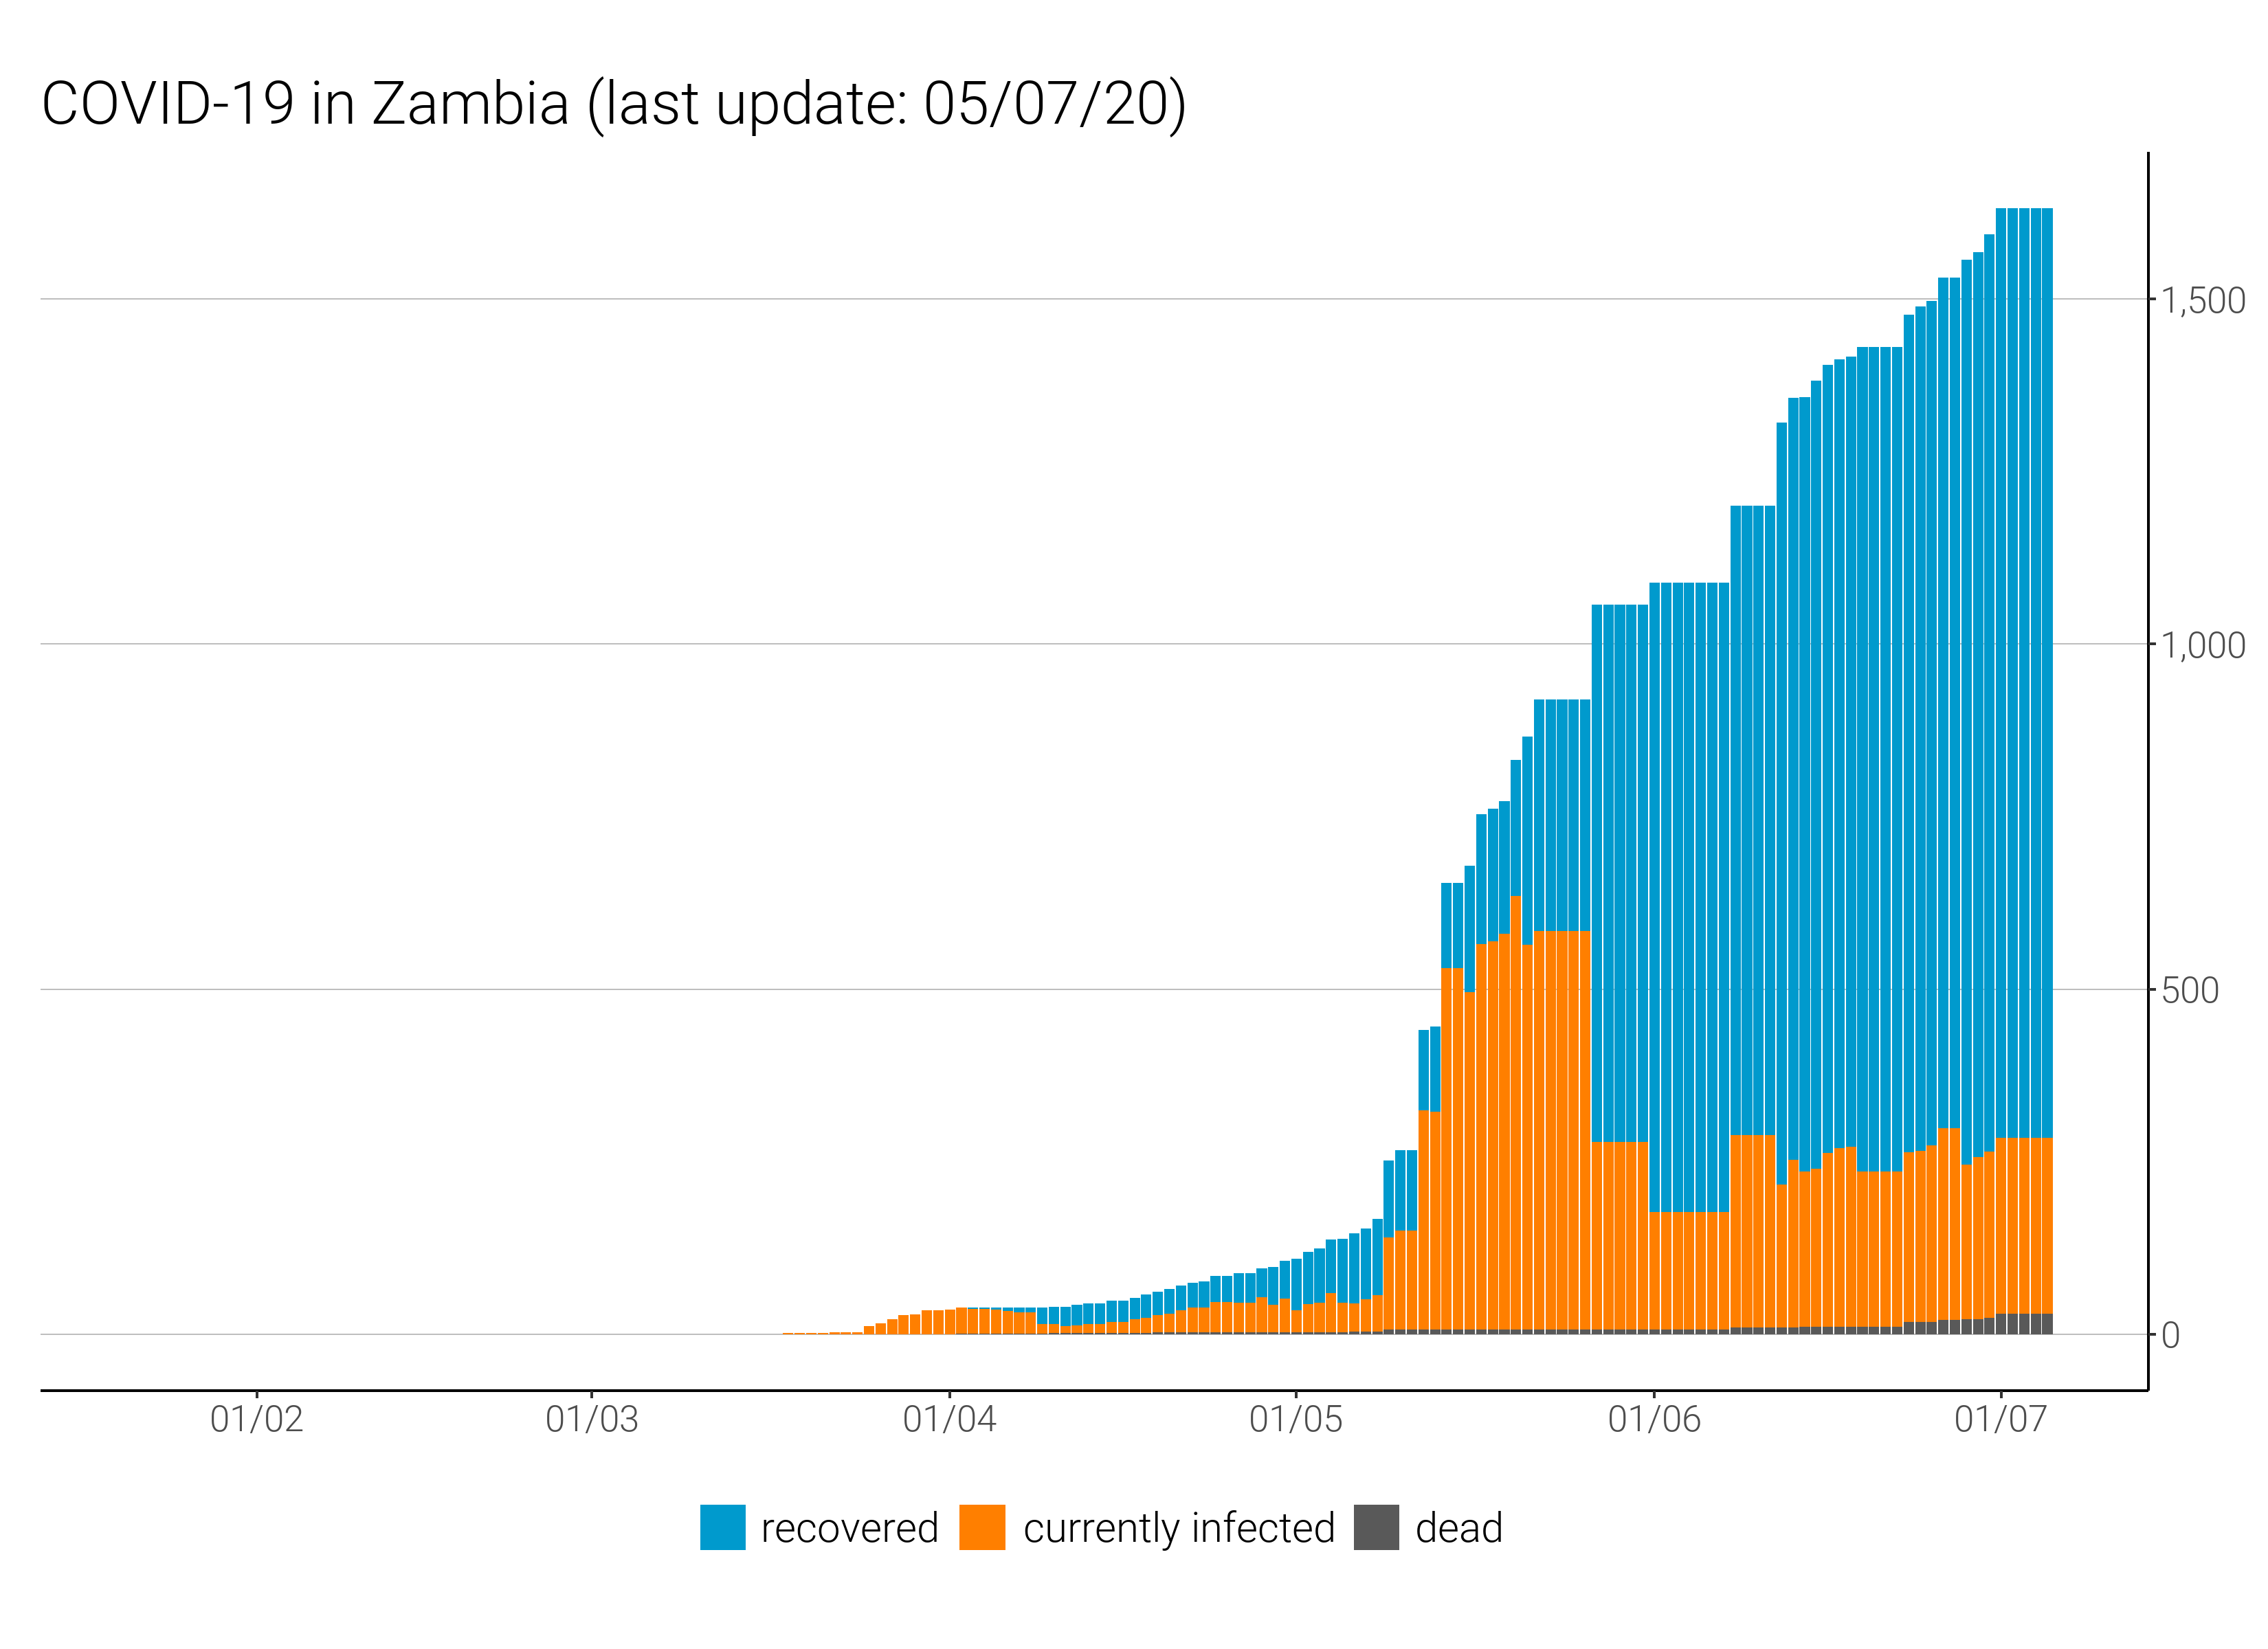 COVID-19 in Zambia (last update: 05/07/20)
1,500
1,000
500
0
01/02 01/03 01/04 01/05 01/06 01/07
recovered currently infected dead